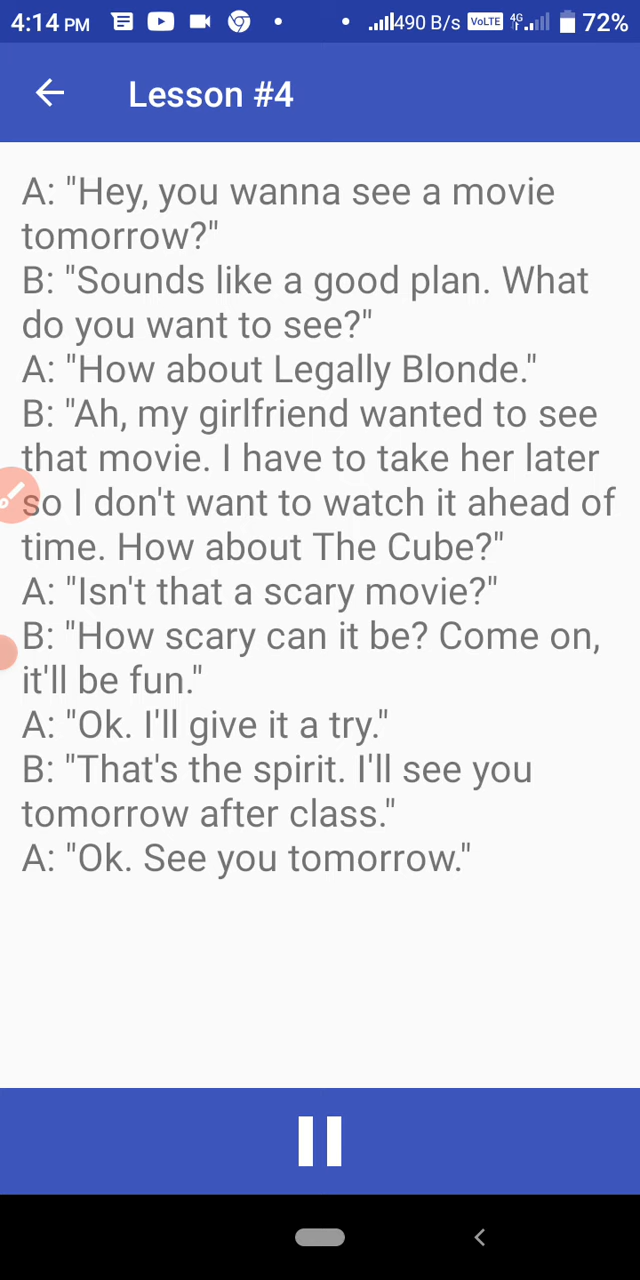 4:14 PM 490 B/s VoLTE 4G 72%
Lesson #4
A: "Hey, you wanna see a movie
tomorrow?"
B: "Sounds like a good plan. What
do you want to see?"
A: "How about Legally Blonde."
B: "Ah, my girlfriend wanted to see
that movie. I have to take her later
so I don't want to watch it ahead of
time. How about The Cube?"
A: "Isn't that a scary movie?"
B: "How scary can it be? Come on,
it'll be fun."
A: "Ok. I'll give it a try."
B: "That's the spirit. I'll see you
tomorrow after class."
A: "Ok. See you tomorrow."